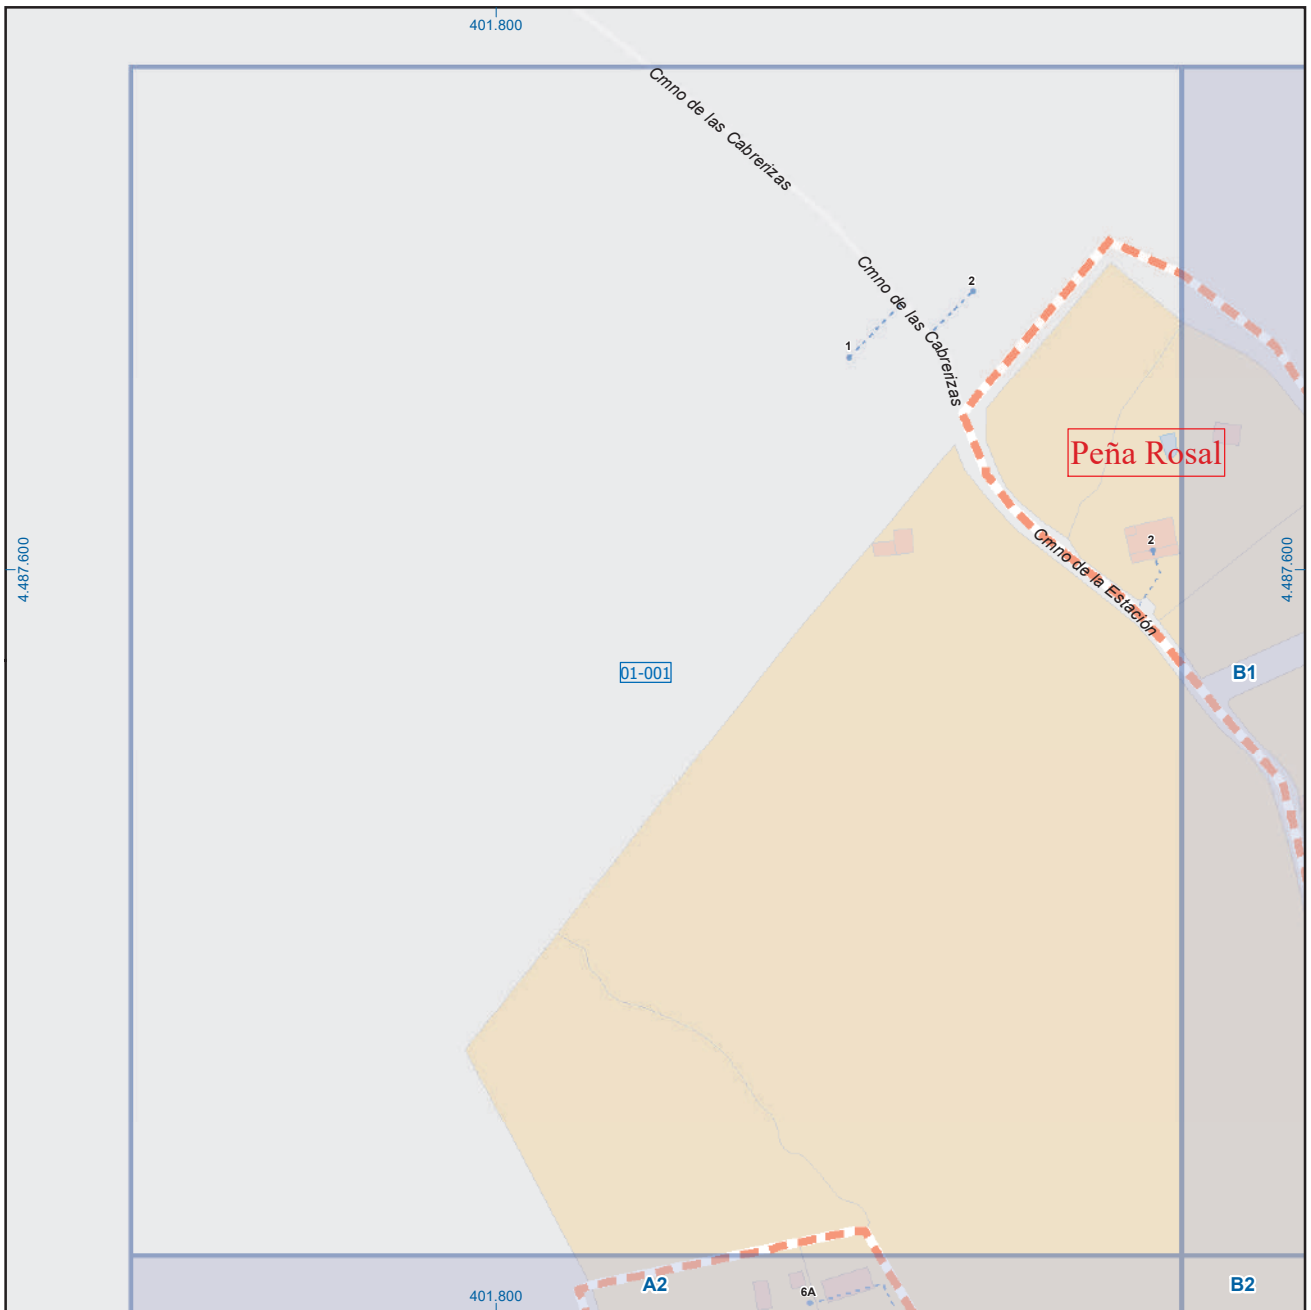 401.800
Cmno de las Cabrerizas
Cmno de las Cabrerizas
2
1
Peña Rosal
4.487.600
4.487.600
2
Cmno de la Estación
01-001
B1
A2
B2
6A
401.800